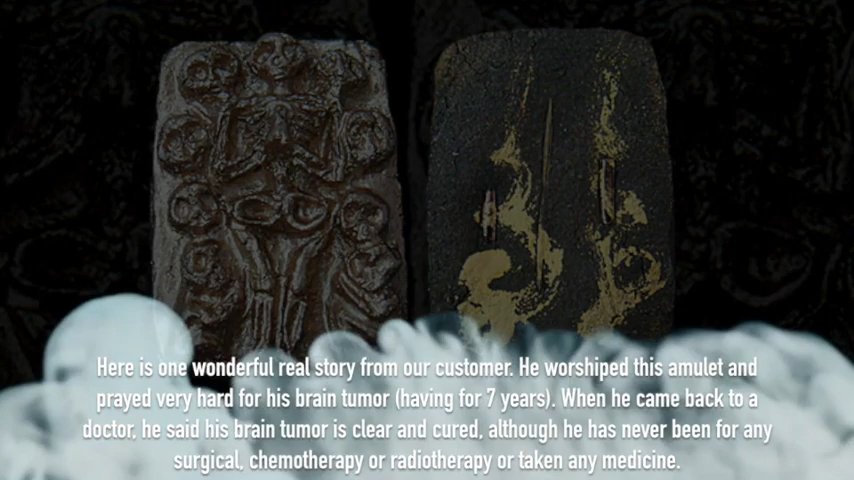 Here is one wonderful real story from our customer. He worshiped this amulet and
prayed very hard for his brain tumor (having for 7 years). When he came back to a
doctor, he said his brain tumor is clear and cured, although he has never been for any
surgical, chemotherapy or radiotherapy or taken any medicine.